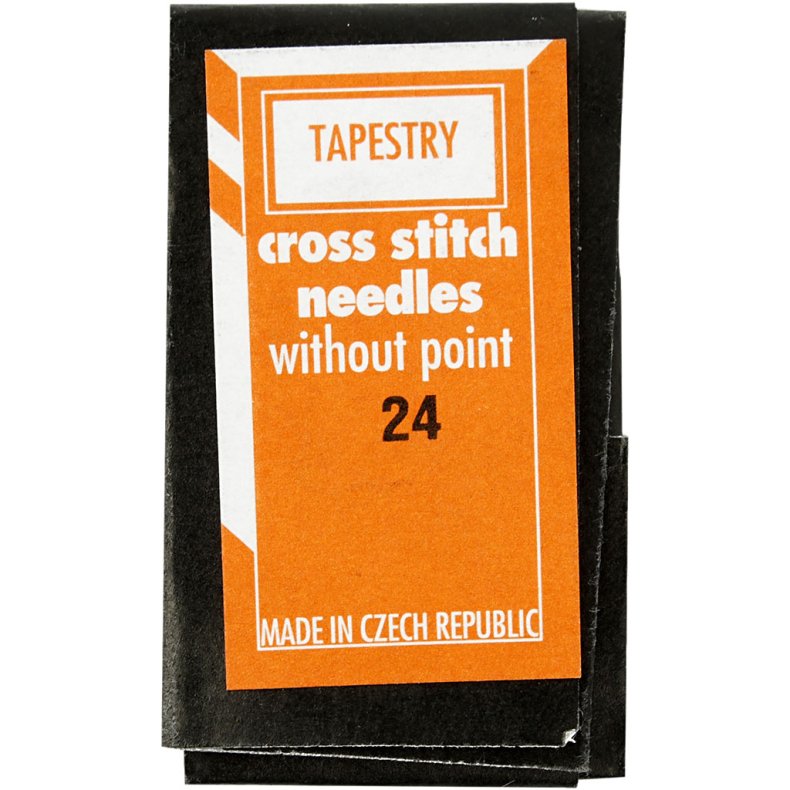 TAPESTRY
cross stitch
needles
without point
24
MADE IN CZECH REPUBLIC